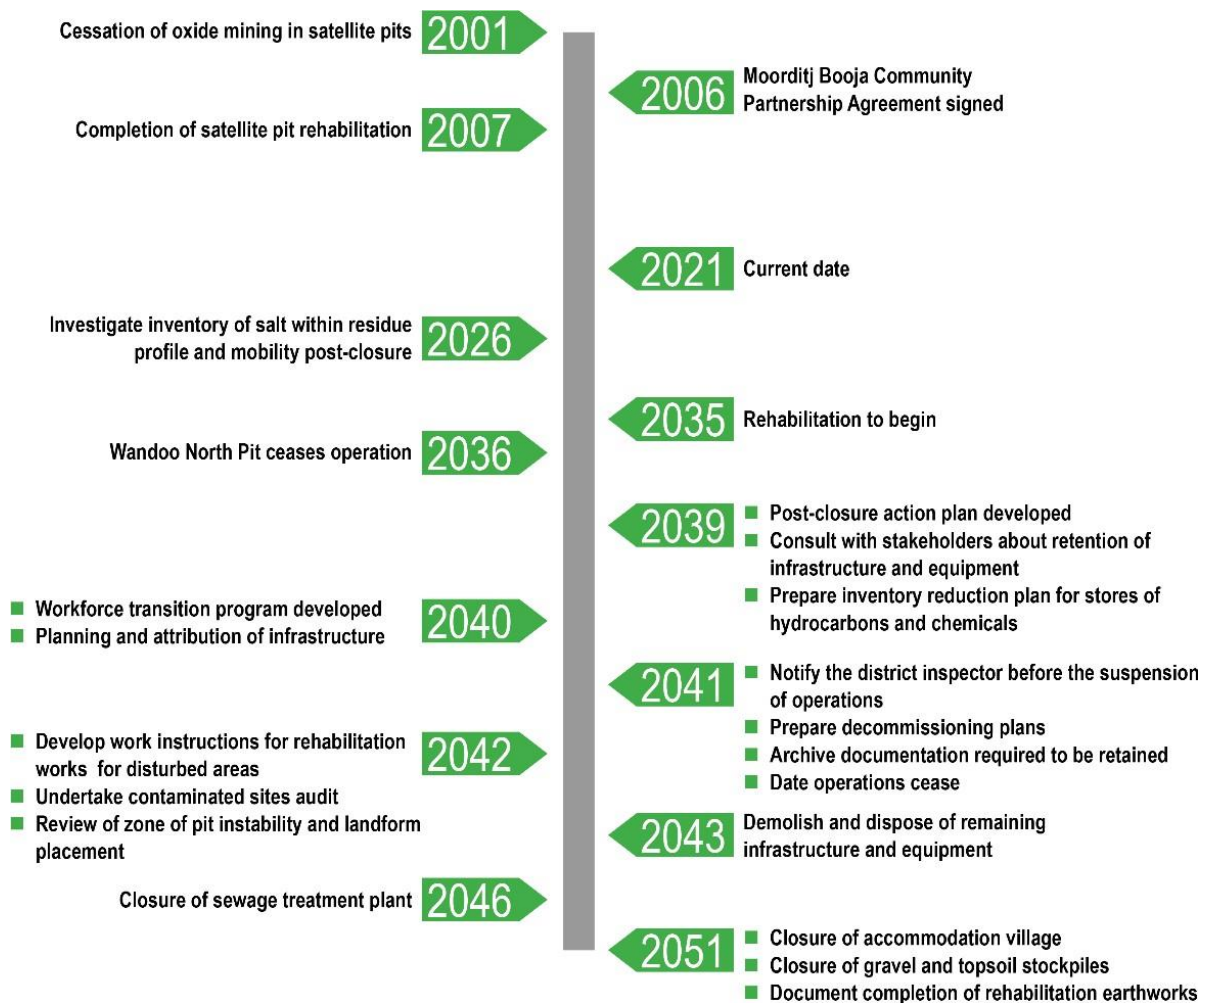 Cessation of oxide mining in satellite pits
2001
2006
Moorditj Booja Community
Partnership Agreement signed
Completion of satellite pit rehabilitation
2007
2021
Current date
Investigate inventory of salt within residue
profile and mobility post-closure
2026
2035
Rehabilitation to begin
Wandoo North Pit ceases operation
2036
2039
Post-closure action plan developed
Consult with stakeholders about retention of
infrastructure and equipment
Prepare inventory reduction plan for stores of
hydrocarbons and chemicals
Workforce transition program developed
Planning and attribution of infrastructure
2040
2041
Notify the district inspector before the suspension
of operations
Prepare decommissioning plans
Archive documentation required to be retained
Date operations cease
Develop work instructions for rehabilitation
works for disturbed areas
Undertake contaminated sites audit
Review of zone of pit instability and landform
placement
2042
2043
Demolish and dispose of remaining
infrastructure and equipment
Closure of sewage treatment plant
2046
2051
Closure of accommodation village
Closure of gravel and topsoil stockpiles
Document completion of rehabilitation earthworks